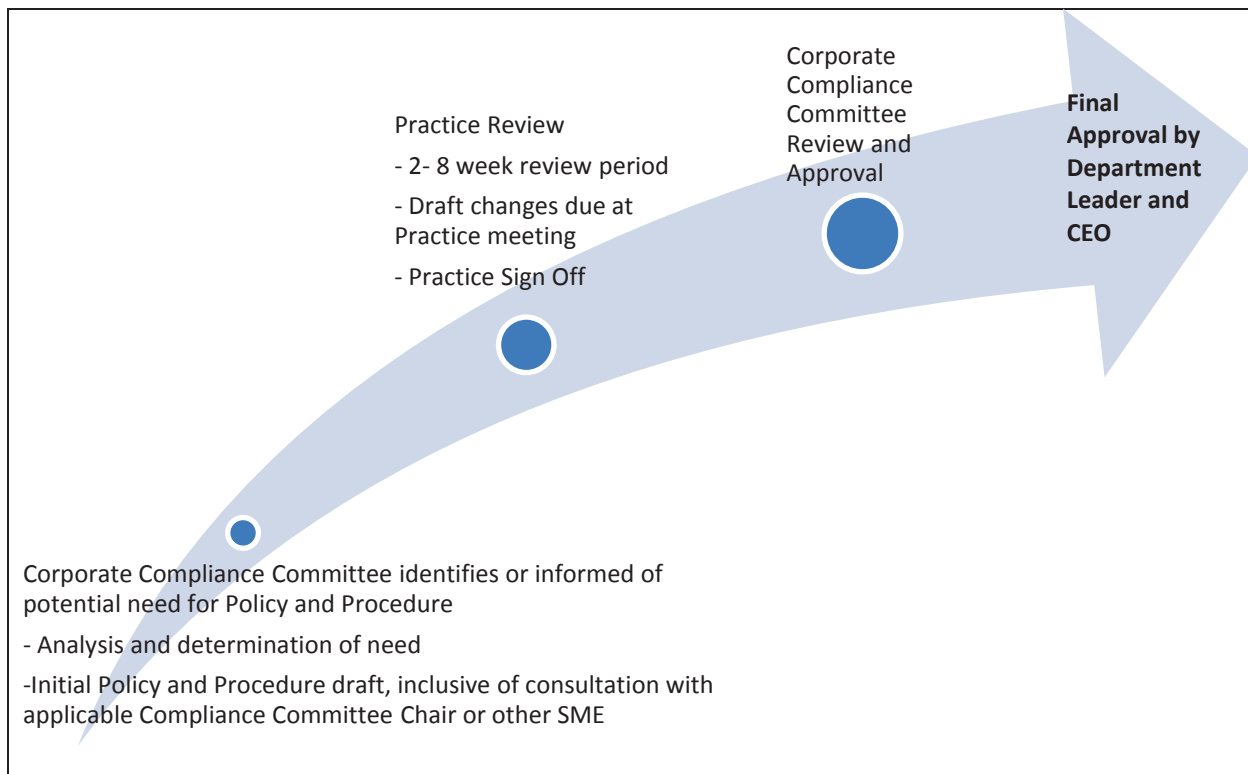 Corporate Compliance Committee identifies or informed of
potential need for Policy and Procedure
- Analysis and determination of need
-Initial Policy and Procedure draft, inclusive of consultation with
applicable Compliance Committee Chair or other SME
Practice Review
- 2- 8 week review period
- Draft changes due at
Practice meeting
- Practice Sign Off
Corporate
Compliance
Committee
Review and
Approval
Final
Approval by
Department
Leader and
CEO